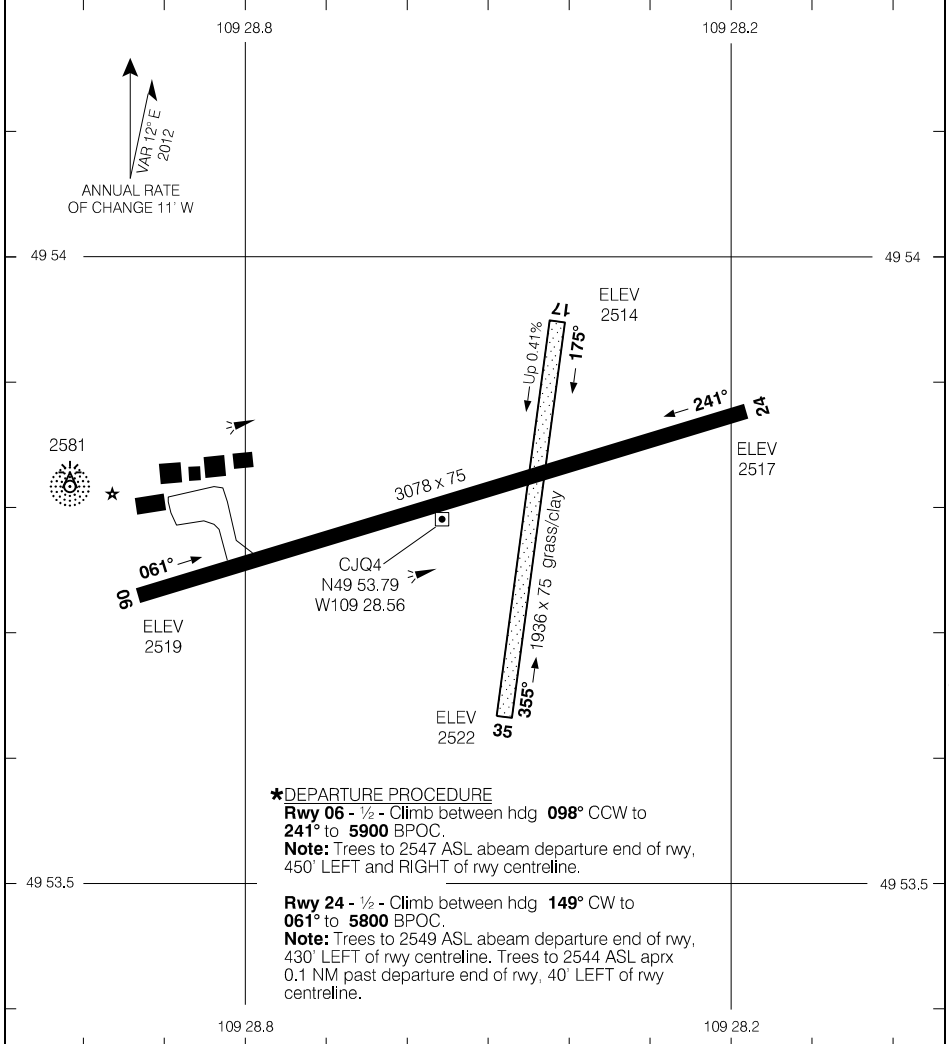 109 28.8
109 28.2
VAR 12° E
2012
ANNUAL RATE
OF CHANGE 11' W
49 54
49 54
17
ELEV
2514
Up 0.41%
175°
241°
24
ELEV
2517
2581
3078 x 75
CJQ4
N49 53.79
W109 28.56
061°
06
ELEV
2519
1936 x 75 grass/clay
355°
35
ELEV
2522
*DEPARTURE PROCEDURE
Rwy 06 - ½ - Climb between hdg 098° CCW to
241° to 5900 BPOC.
Note: Trees to 2547 ASL abeam departure end of rwy,
450' LEFT and RIGHT of rwy centreline.
49 53.5
49 53.5
Rwy 24 - ½ - Climb between hdg 149° CW to
061° to 5800 BPOC.
Note: Trees to 2549 ASL abeam departure end of rwy,
430' LEFT of rwy centreline. Trees to 2544 ASL aprx
0.1 NM past departure end of rwy, 40' LEFT of rwy
centreline.
109 28.8
109 28.2